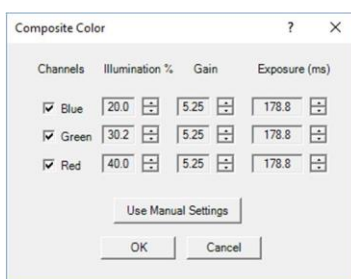 Composite Color ? X
Channels Illumination % Gain Exposure (ms)
Blue 20.0 5.25 178.8
Green 30.2 5.25 178.8
Red 40.0 5.25 178.8
Use Manual Settings
OK Cancel